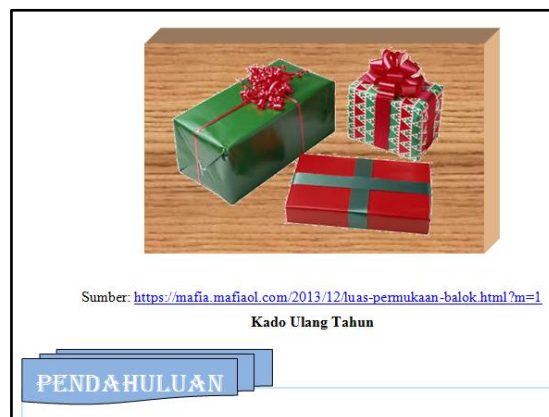 Sumber: https://mafia.mafiaol.com/2013/12/luas-permukaan-balok.html?m=1
Kado Ulang Tahun
PENDAHULUAN